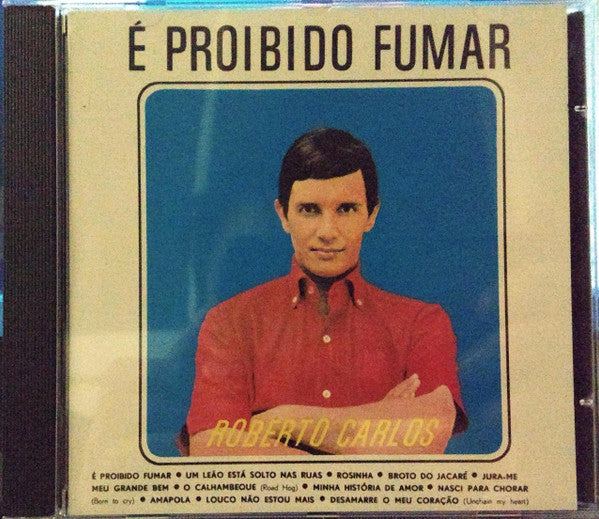 É PROIBIDO FUMAR
ROBERTO CARLOS
É PROIBIDO FUMAR • UM LEÃO ESTÁ SOLTO NAS RUAS • ROSINHA • BROTO DO JACARÉ • JURA-ME
MEU GRANDE BEM • O CALHAMBEQUE (Road Hog) • MINHA HISTÓRIA DE AMOR • NASCI PARA CHORAR
(Born to cry) • AMAPOLA • LOUCO NÃO ESTOU MAIS • DESAMARRE O MEU CORAÇÃO (Unchain my heart)